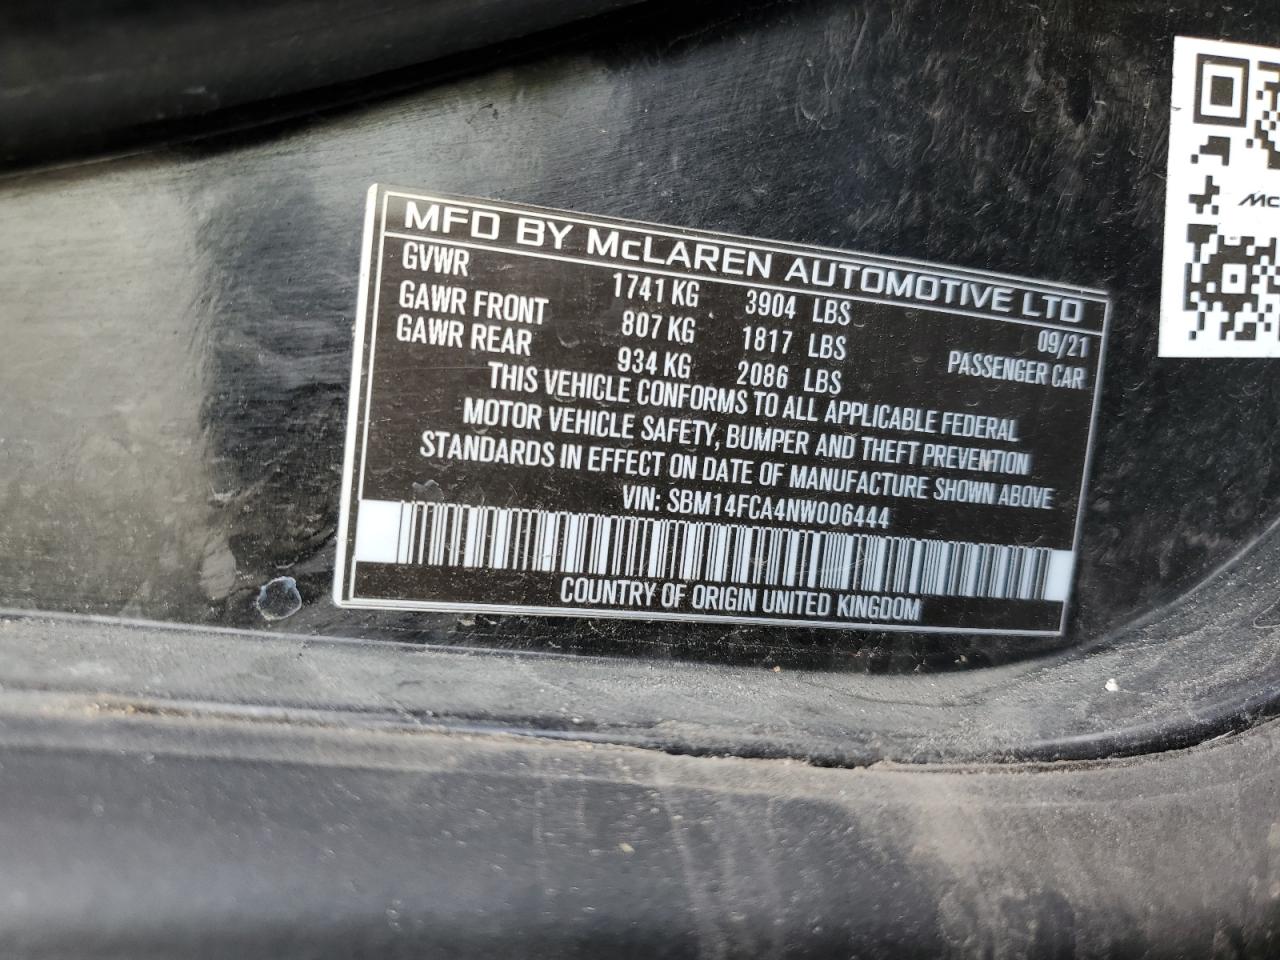 MFD BY McLAREN AUTOMOTIVE LTD
GVWR 1741 KG 3904 LBS 09/21
GAWR FRONT 807 KG 1817 LBS PASSENGER CAR
GAWR REAR 934 KG 2086 LBS
THIS VEHICLE CONFORMS TO ALL APPLICABLE FEDERAL
MOTOR VEHICLE SAFETY, BUMPER AND THEFT PREVENTION
STANDARDS IN EFFECT ON DATE OF MANUFACTURE SHOWN ABOVE
VIN: SBM14FCA4NW006444
COUNTRY OF ORIGIN UNITED KINGDOM